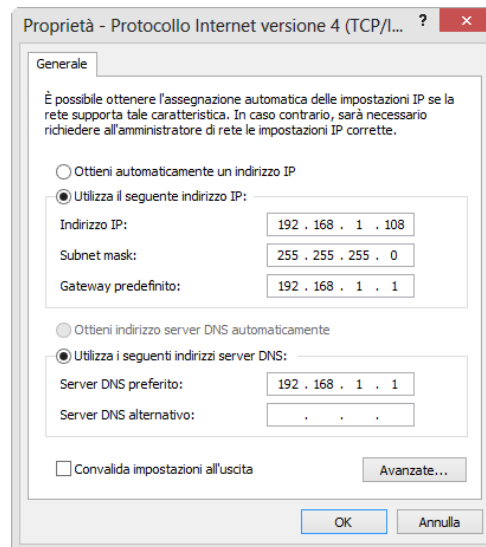 Proprietà - Protocollo Internet versione 4 (TCP/I... ?
Generale
È possibile ottenere l'assegnazione automatica delle impostazioni IP se la
rete supporta tale caratteristica. In caso contrario, sarà necessario
richiedere all'amministratore di rete le impostazioni IP corrette.
Ottieni automaticamente un indirizzo IP
Utilizza il seguente indirizzo IP:
Indirizzo IP: 192 . 168 . 1 . 108
Subnet mask: 255 . 255 . 255 . 0
Gateway predefinito: 192 . 168 . 1 . 1
Ottieni indirizzo server DNS automaticamente
Utilizza i seguenti indirizzi server DNS:
Server DNS preferito: 192 . 168 . 1 . 1
Server DNS alternativo: . . .
Convalida impostazioni all'uscita Avanzate...
OK Annulla